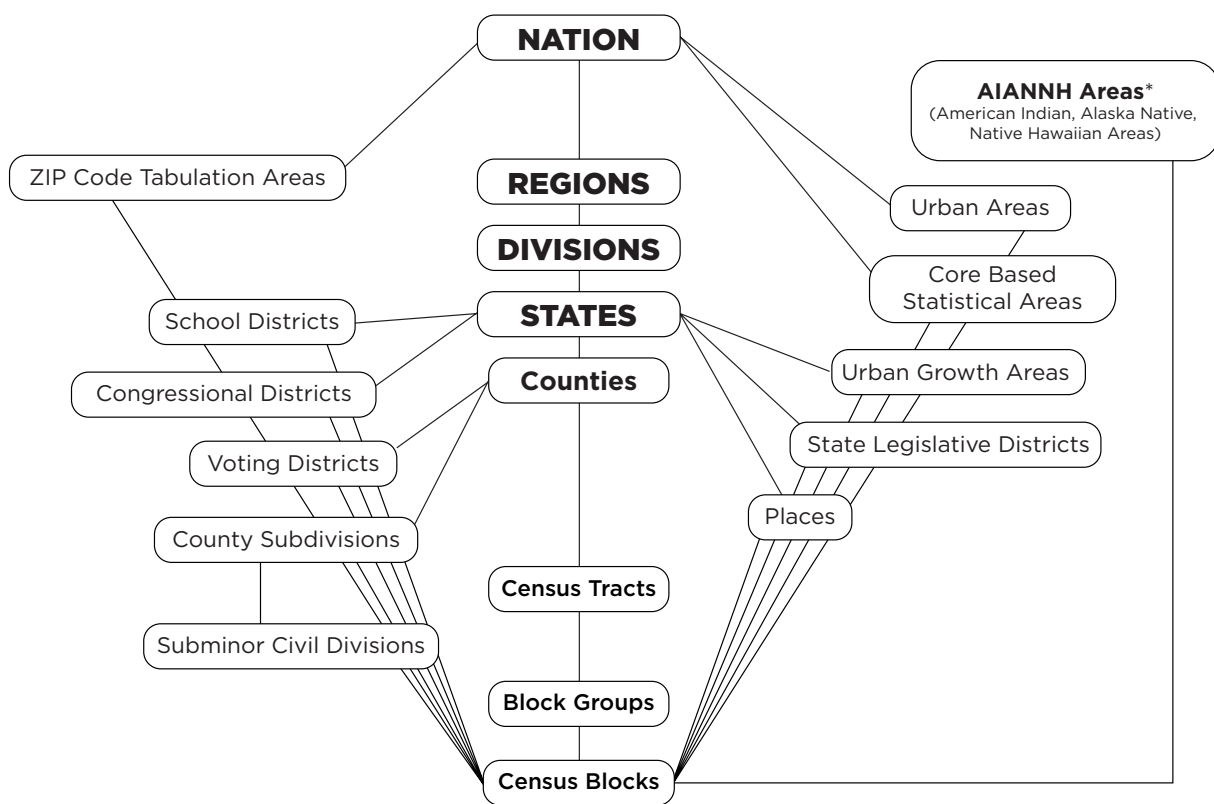 NATION
AIANNH Areas*
(American Indian, Alaska Native,
Native Hawaiian Areas)
ZIP Code Tabulation Areas
REGIONS
Urban Areas
DIVISIONS
Core Based
Statistical Areas
School Districts
STATES
Congressional Districts
Counties
Urban Growth Areas
Voting Districts
State Legislative Districts
County Subdivisions
Places
Census Tracts
Subminor Civil Divisions
Block Groups
Census Blocks